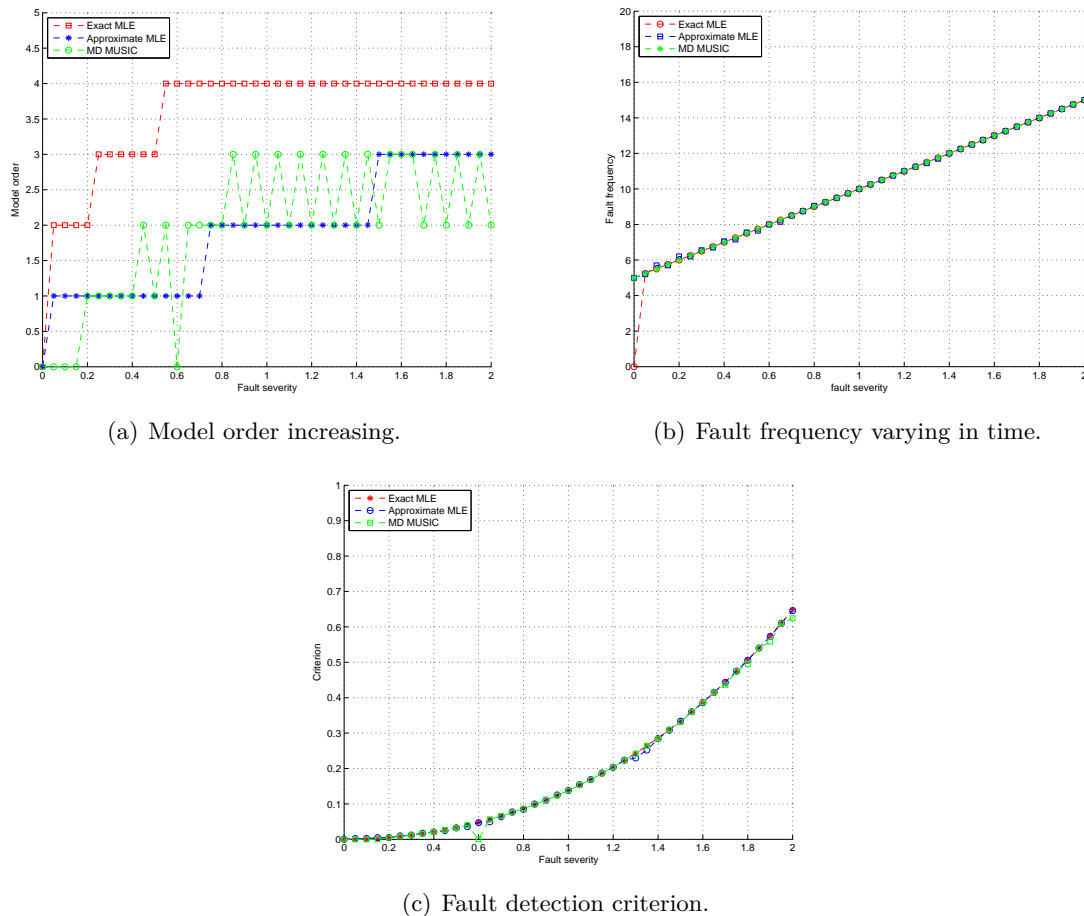 5
4.5
4
3.5
3
2.5
2
1.5
1
0.5
0
Model order
Exact MLE
Approximate MLE
MD MUSIC
0 0.2 0.4 0.6 0.8 1.0 1.2 1.4 1.6 1.8 2
Fault severity
(a) Model order increasing.
20
18
16
14
12
10
8
6
4
2
0
Fault frequency
Exact MLE
Approximate MLE
MD MUSIC
0 0.2 0.4 0.6 0.8 1.0 1.2 1.4 1.6 1.8 2
fault severity
(b) Fault frequency varying in time.
1
0.9
0.8
0.7
0.6
0.5
0.4
0.3
0.2
0.1
0
Criterion
Exact MLE
Approximate MLE
MD MUSIC
0 0.2 0.4 0.6 0.8 1.0 1.2 1.4 1.6 1.8 2
Fault severity
(c) Fault detection criterion.